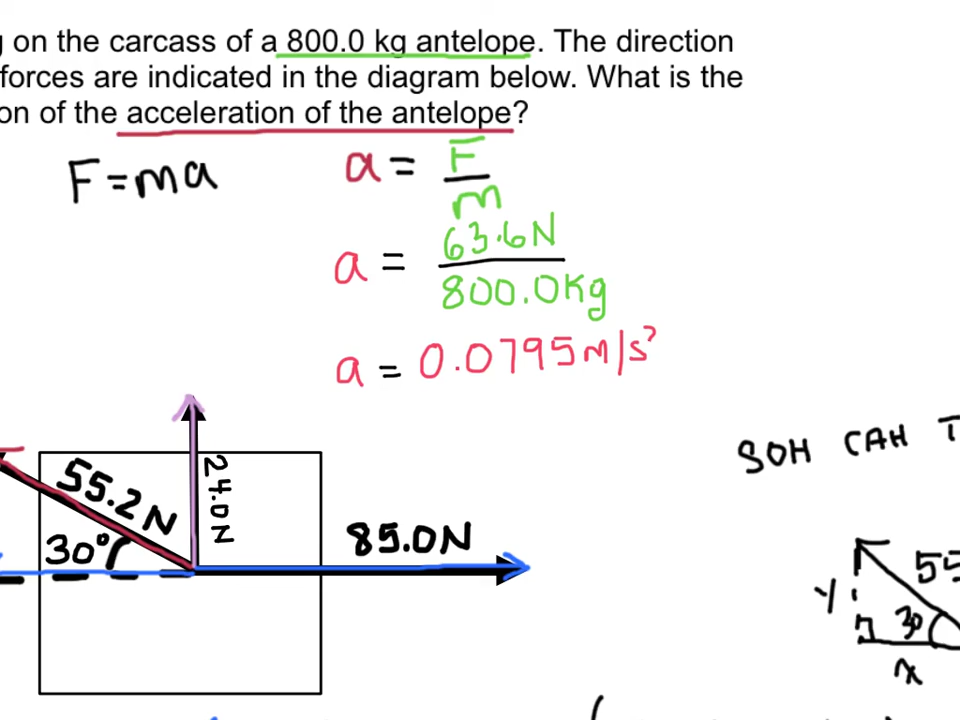 on the carcass of a 800.0 kg antelope. The direction
forces are indicated in the diagram below. What is the
on of the acceleration of the antelope?
F=ma
a = F/m
a = 63.6N/800.0Kg
a = 0.0795m/s²
SOH CAH T
55.2N
24.0N
30°
85.0N
55
y
30
x